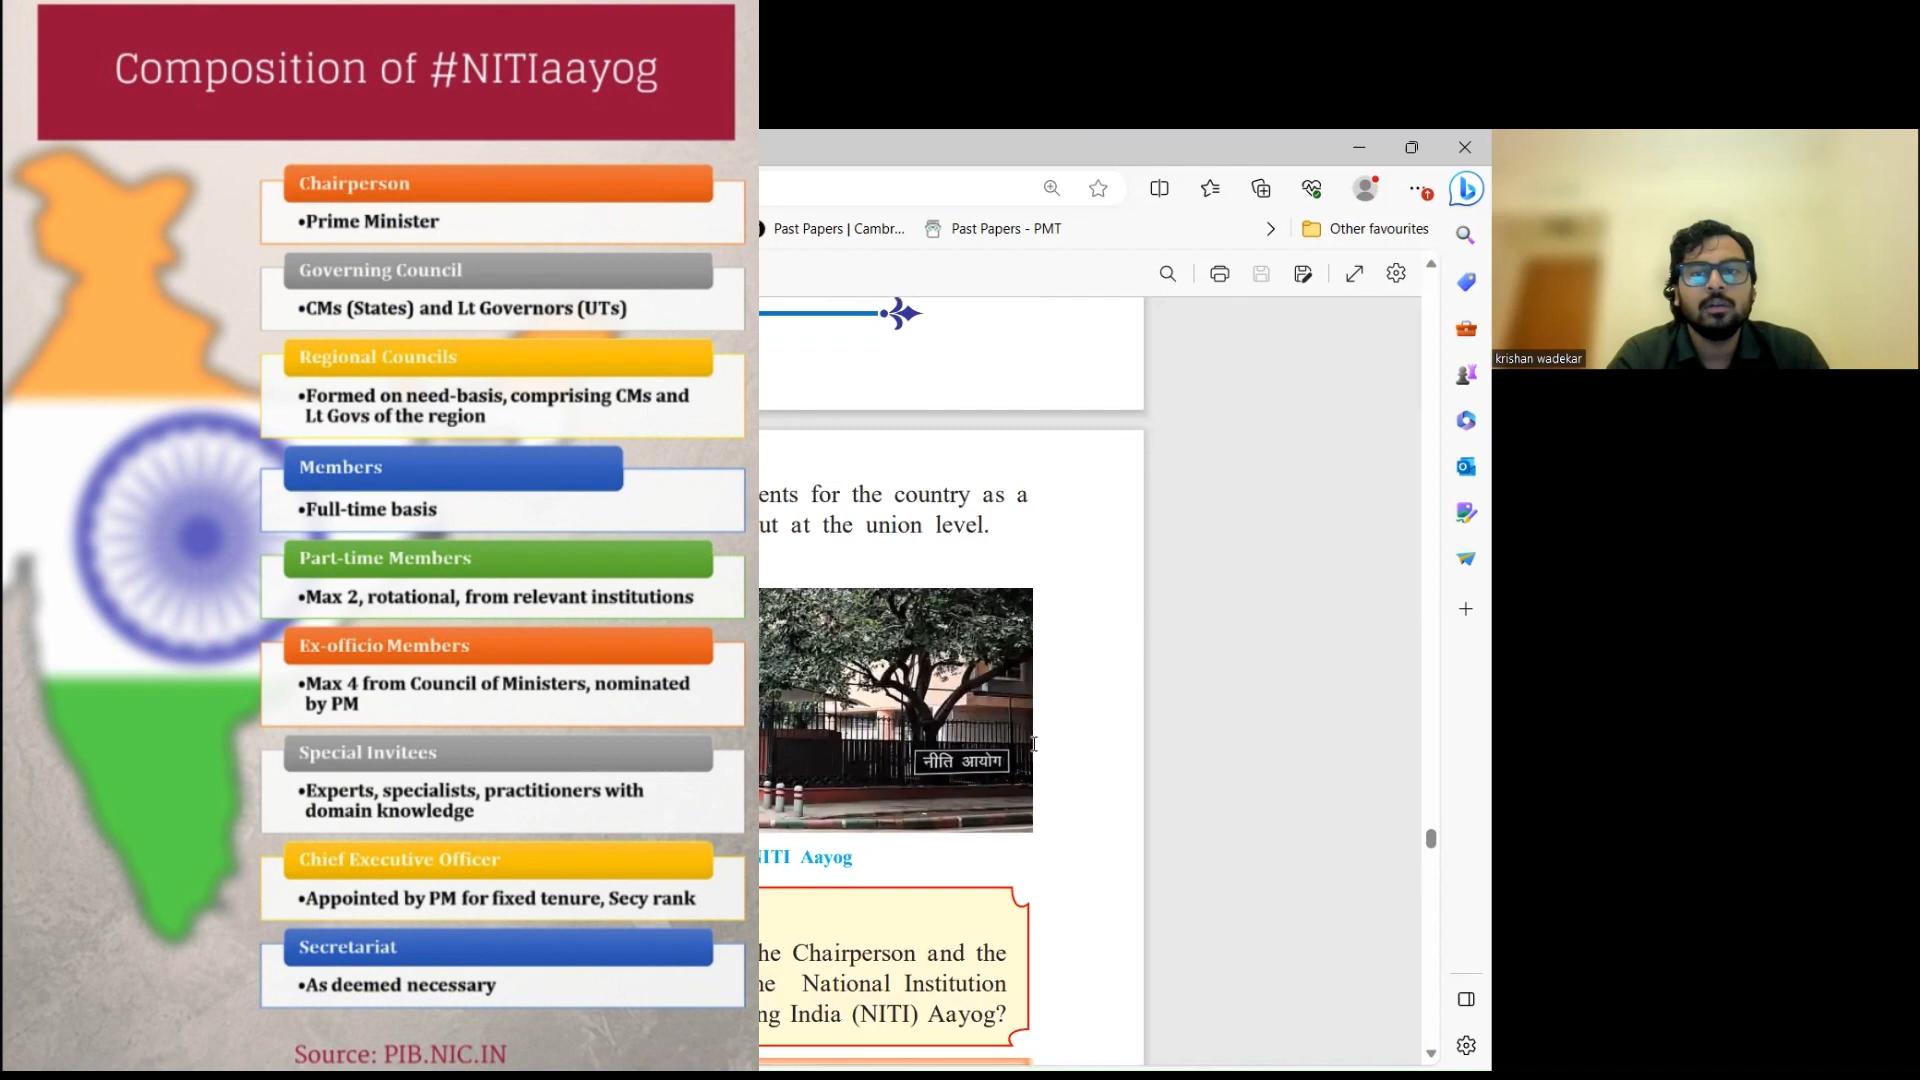 Composition of #NITIaayog
Chairperson
•Prime Minister
Governing Council
•CMs (States) and Lt Governors (UTs)
Regional Councils
•Formed on need-basis, comprising CMs and
Lt Govs of the region
Members
•Full-time basis
Part-time Members
•Max 2, rotational, from relevant institutions
Ex-officio Members
•Max 4 from Council of Ministers, nominated
by PM
Special Invitees
•Experts, specialists, practitioners with
domain knowledge
Chief Executive Officer
•Appointed by PM for fixed tenure, Secy rank
Secretariat
•As deemed necessary
Source: PIB.NIC.IN
Past Papers | Cambr...
Past Papers - PMT
Other favourites
ents for the country as a
ut at the union level.
नीति आयोग
NITI Aayog
he Chairperson and the
ne National Institution
ng India (NITI) Aayog?
krishan wadekar